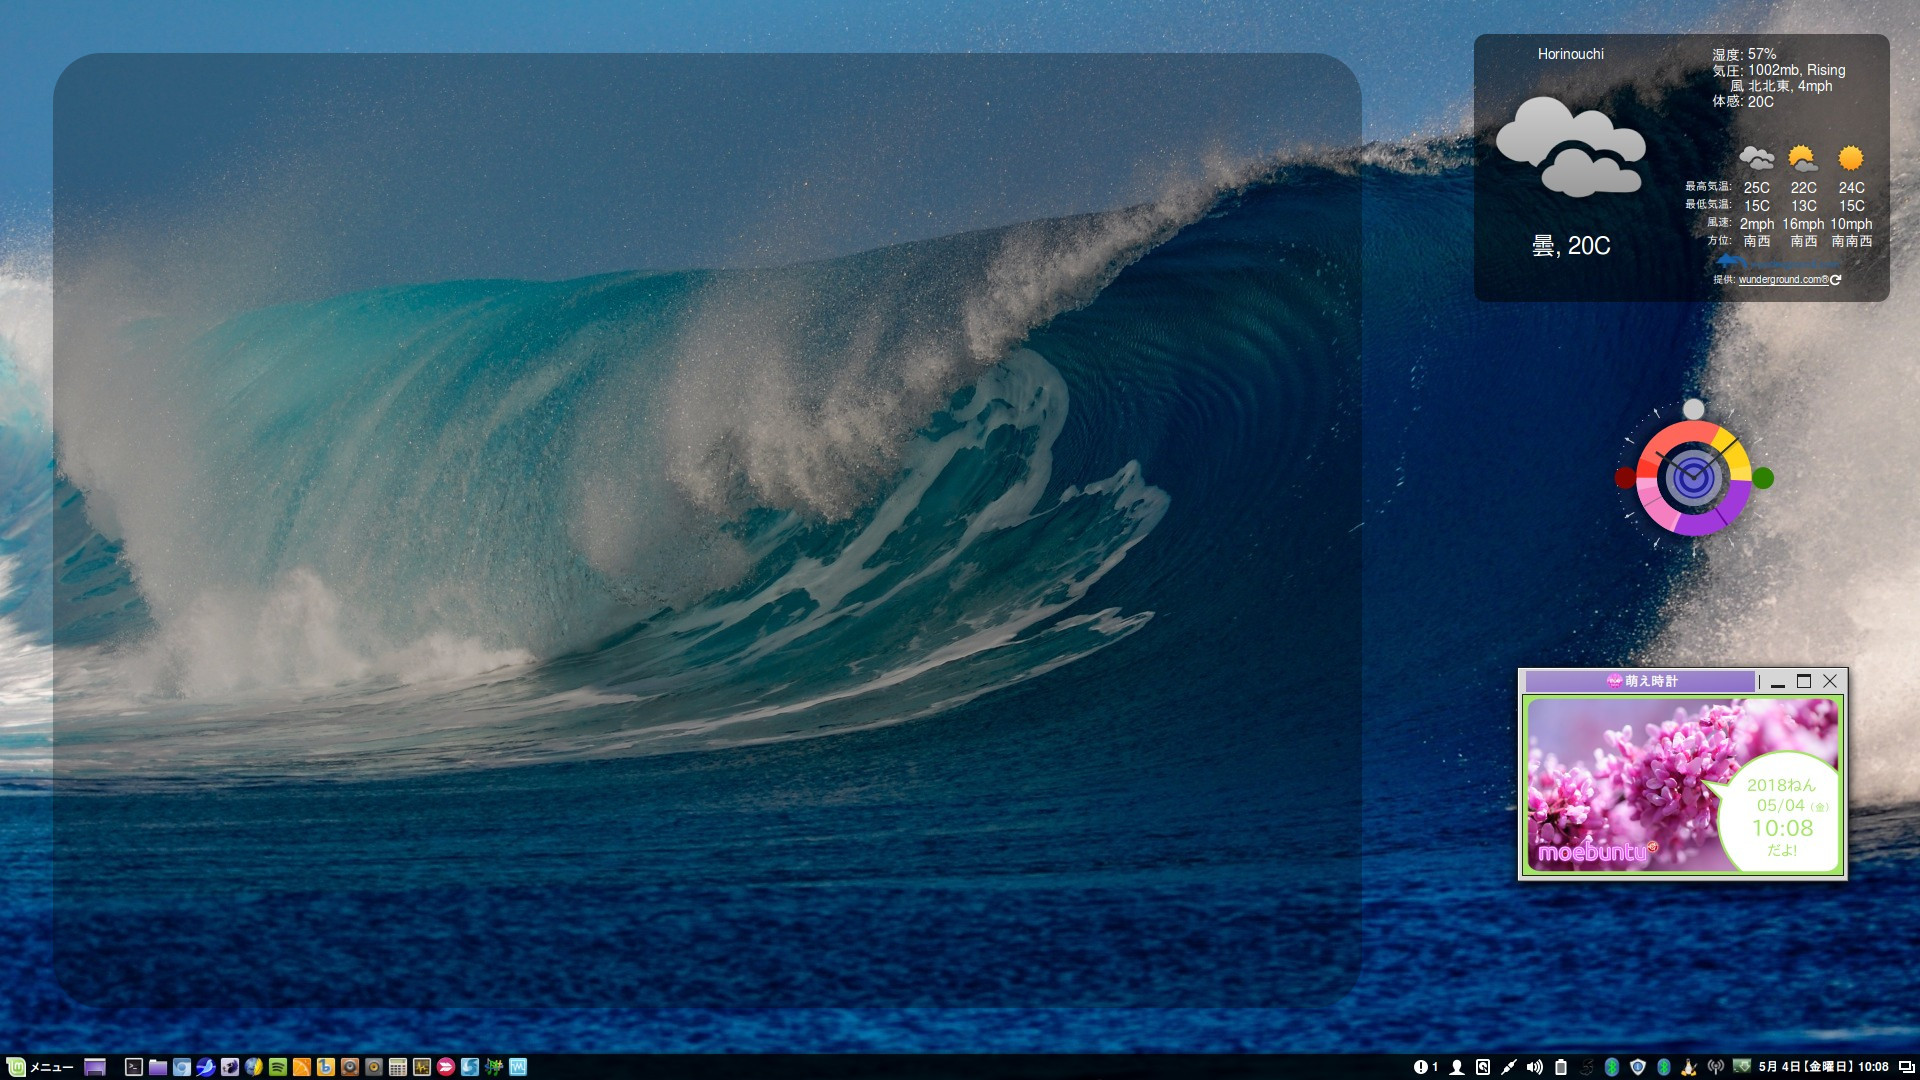 Horinouchi
湿度: 57%
気圧: 1002mb, Rising
風 北北東, 4mph
体感: 20C
曇, 20C
最高気温: 25C 22C 24C
最低気温: 15C 13C 15C
風速: 2mph 16mph 10mph
方位: 南西 南西 南南西
提供: wunderground.com®
萌え時計
2018ねん
05/04 (金)
10:08
だよ!
moebuntu
メニュー
1
5月 4日【金曜日】10:08